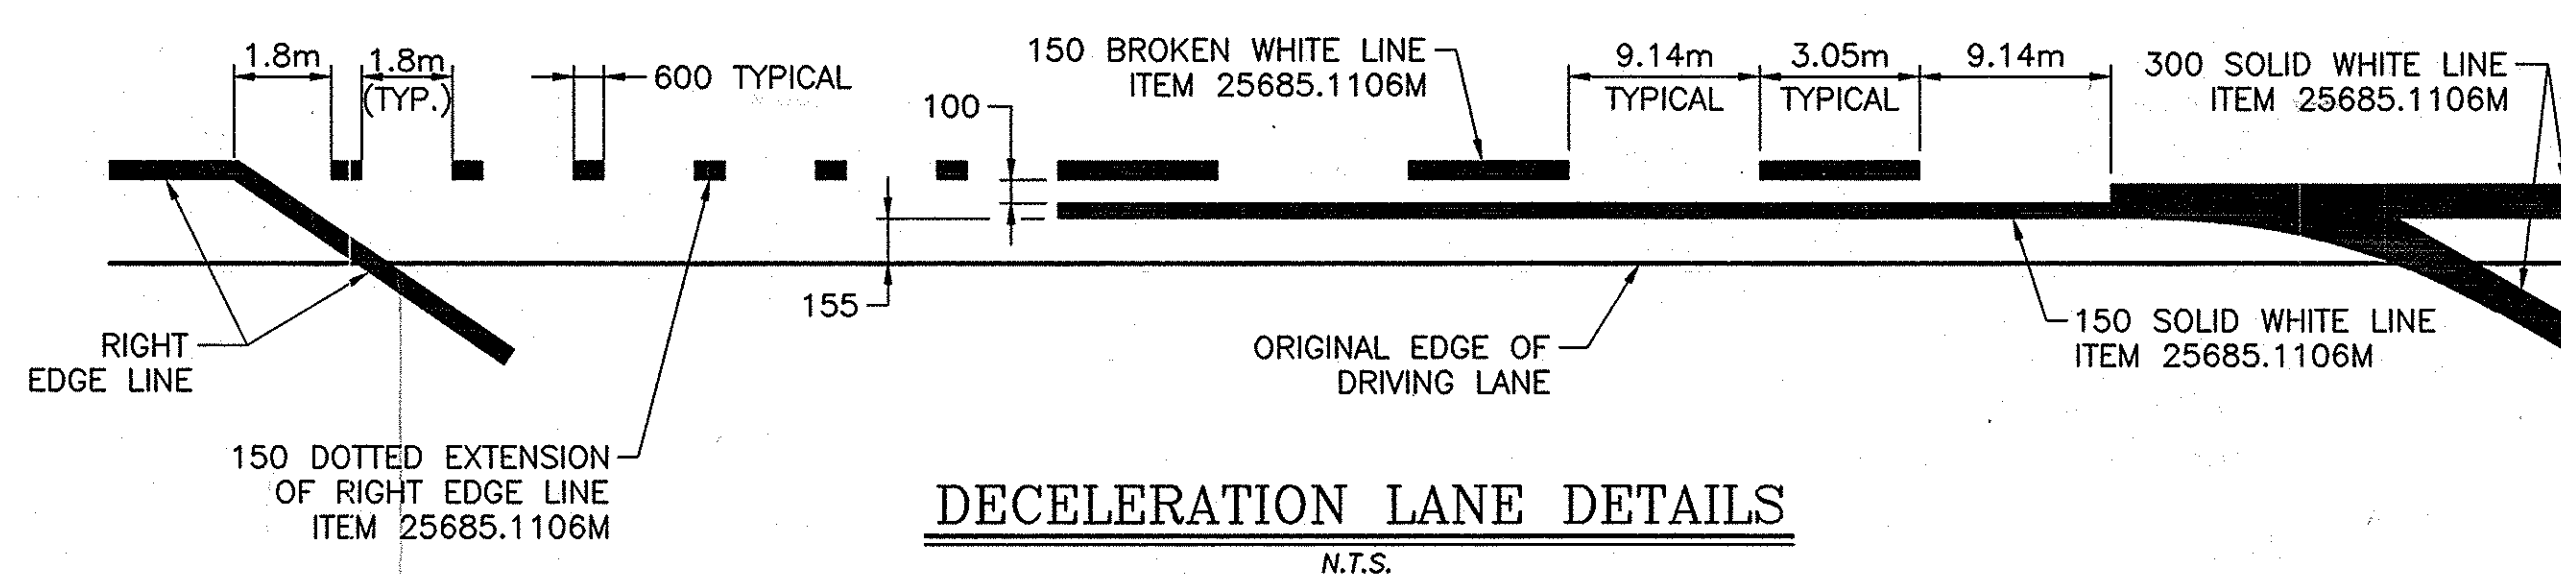 1.8m
1.8m
(TYP.)
600 TYPICAL
100
150 BROKEN WHITE LINE
ITEM 25685.1106M
9.14m
TYPICAL
3.05m
TYPICAL
9.14m
300 SOLID WHITE LINE
ITEM 25685.1106M
155
RIGHT
EDGE LINE
ORIGINAL EDGE OF
DRIVING LANE
150 SOLID WHITE LINE
ITEM 25685.1106M
150 DOTTED EXTENSION
OF RIGHT EDGE LINE
ITEM 25685.1106M
DECELERATION LANE DETAILS
N.T.S.